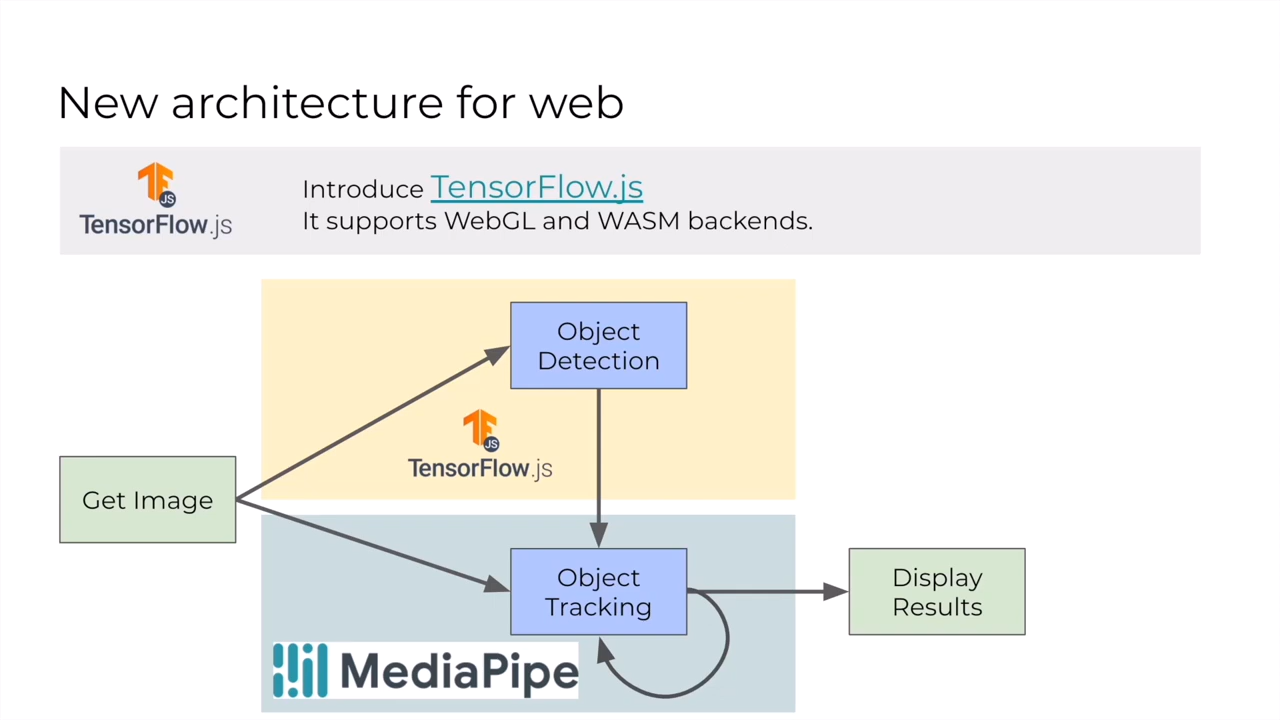 New architecture for web
TensorFlow.js
Introduce TensorFlow.js
It supports WebGL and WASM backends.
Object
Detection
TensorFlow.js
Get Image
Object
Tracking
Display
Results
MediaPipe